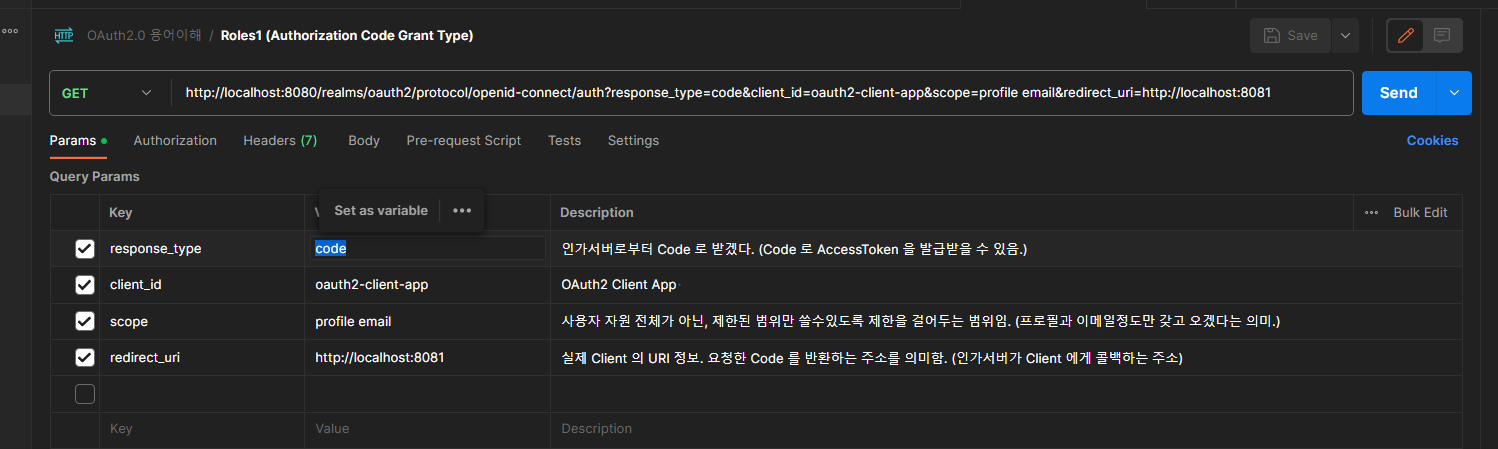 HTTP OAuth2.0 용어이해 / Roles1 (Authorization Code Grant Type) Save
GET http://localhost:8080/realms/oauth2/protocol/openid-connect/auth?response_type=code&client_id=oauth2-client-app&scope=profile email&redirect_uri=http://localhost:8081 Send
Params Authorization Headers (7) Body Pre-request Script Tests Settings Cookies
Query Params
Set as variable
Key Description Bulk Edit
response_type code 인가서버로부터 Code 로 받겠다. (Code 로 AccessToken 을 발급받을 수 있음.)
client_id oauth2-client-app OAuth2 Client App
scope profile email 사용자 자원 전체가 아닌, 제한된 범위만 쓸수있도록 제한을 걸어두는 범위임. (프로필과 이메일정도만 갖고 오겠다는 의미.)
redirect_uri http://localhost:8081 실제 Client 의 URI 정보. 요청한 Code 를 반환하는 주소를 의미함. (인가서버가 Client 에게 콜백하는 주소)
Key Value Description